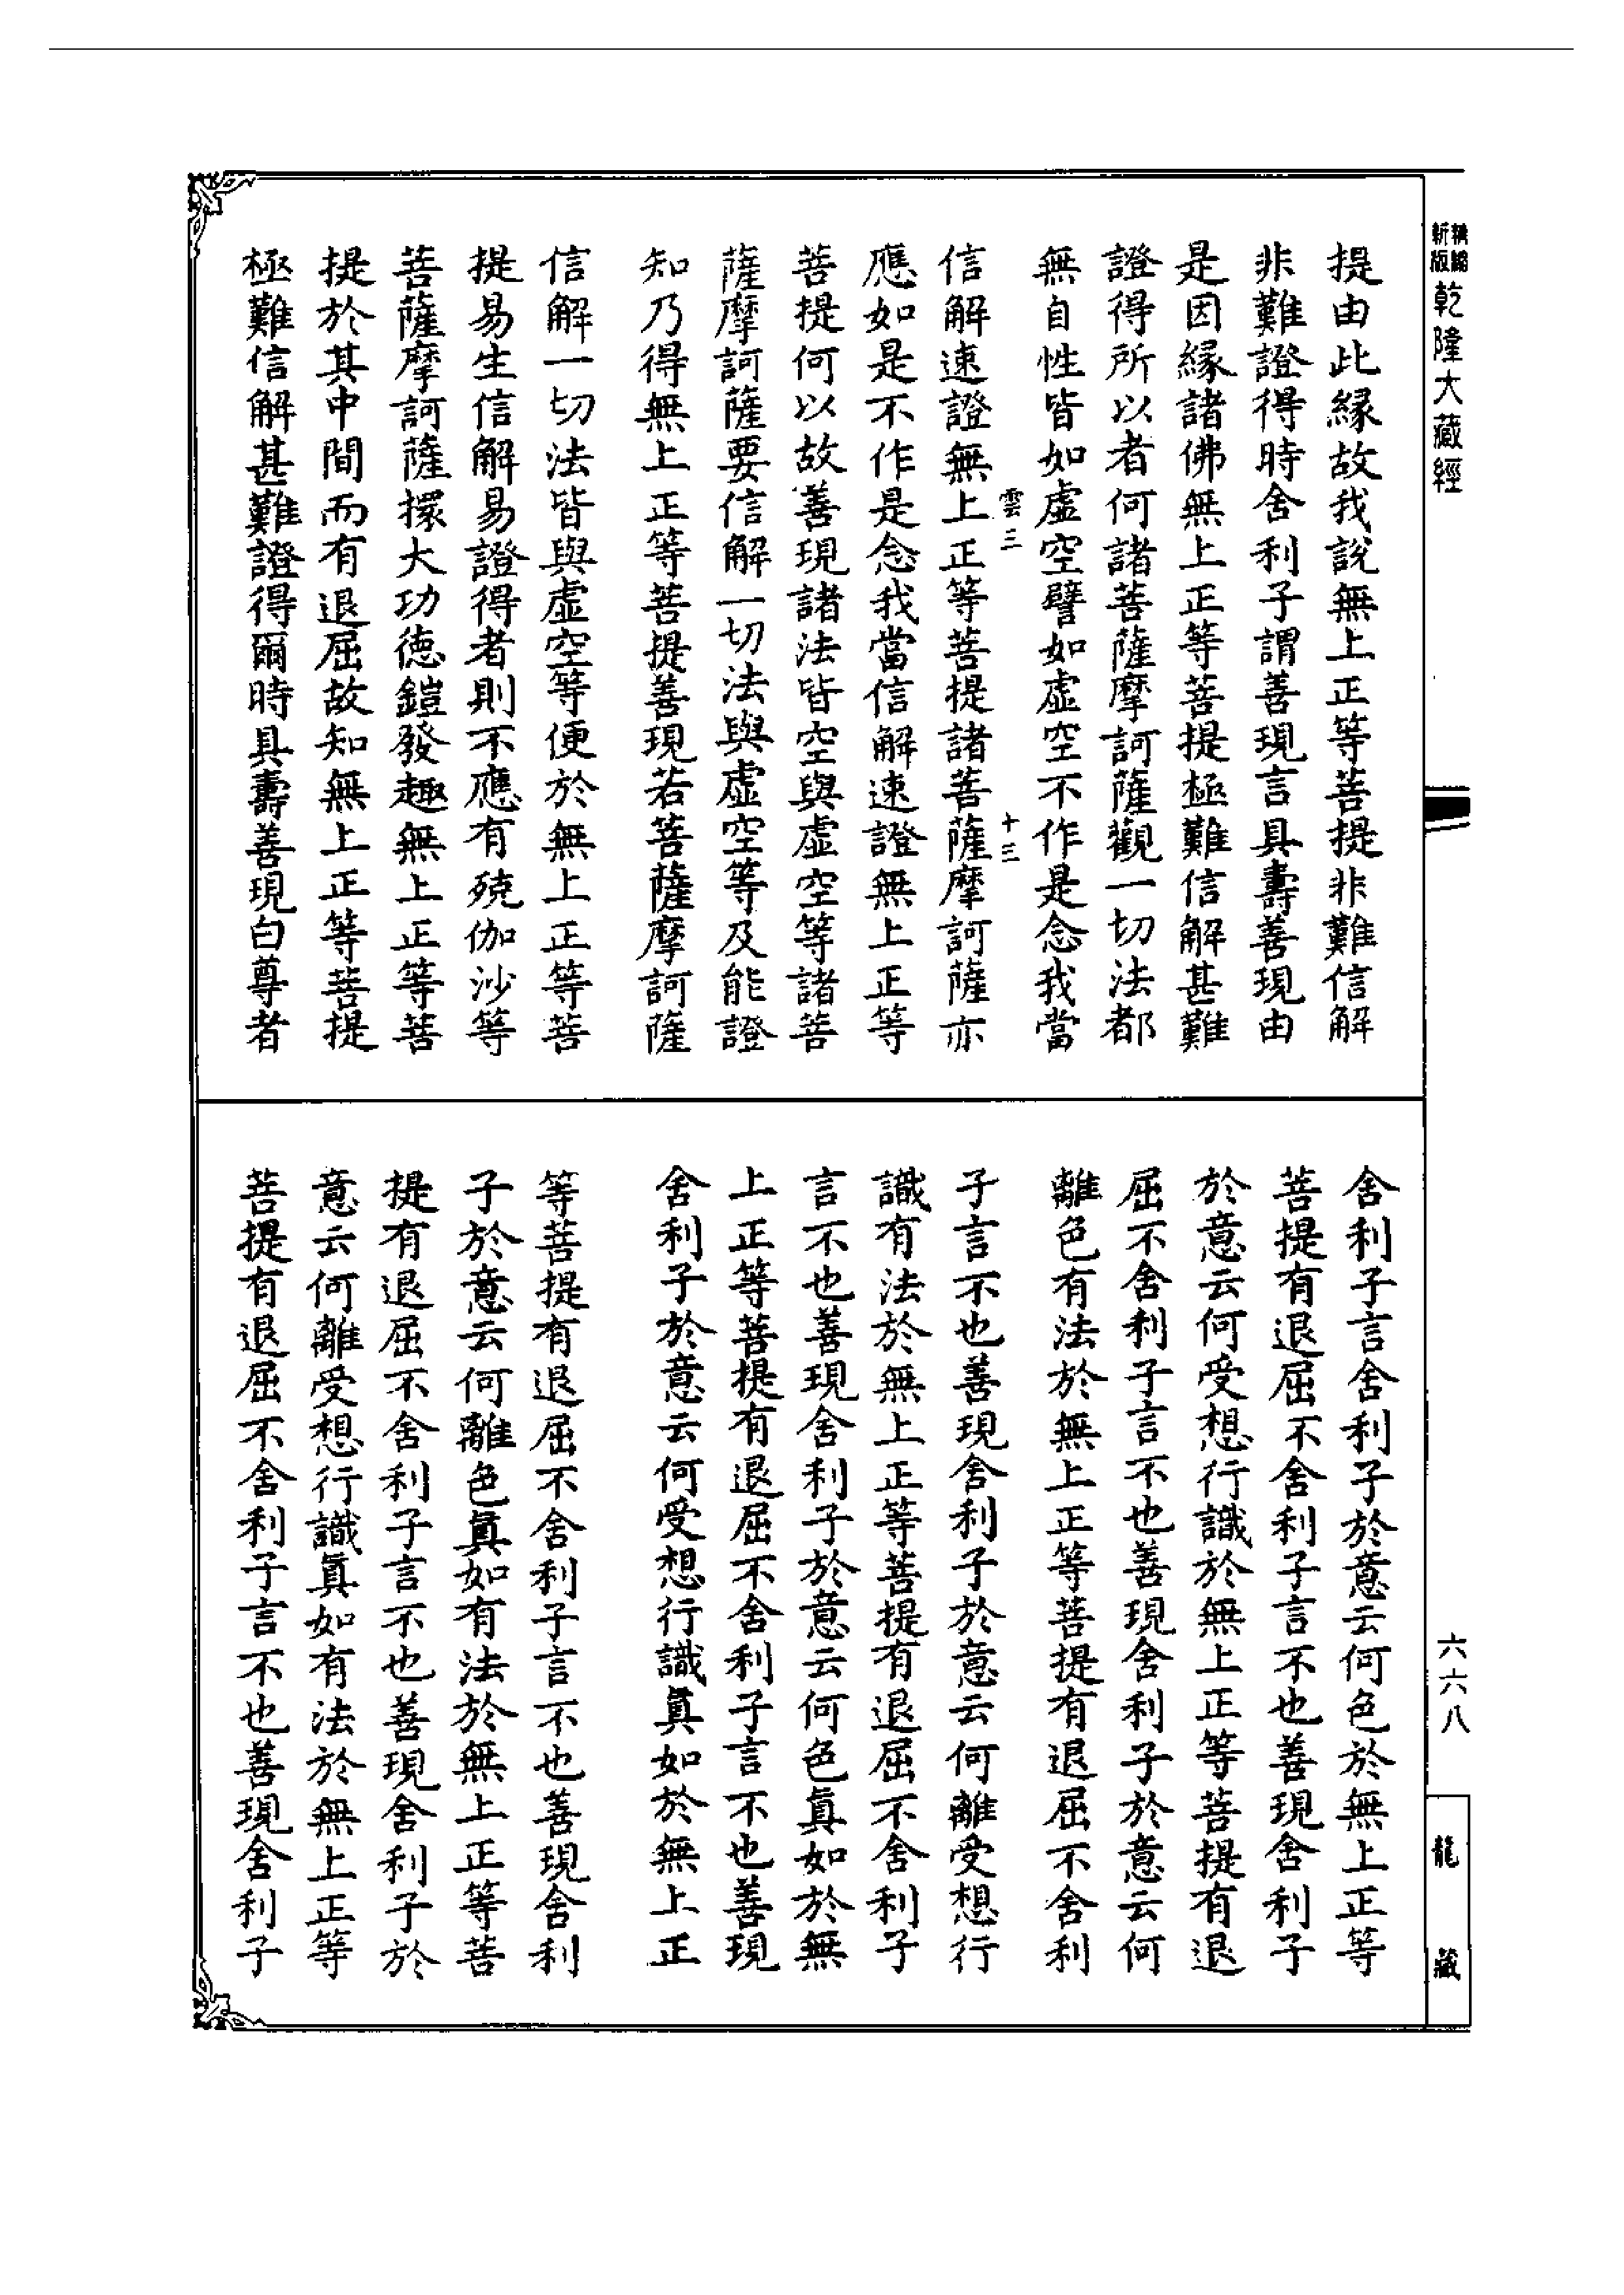 精縮新版乾隆大藏經
提由此緣故我說無上正等菩提非難信解
非難證得時舍利子謂善現言具壽善現由
是因緣諸佛無上正等菩提極難信解甚難
證得所以者何諸菩薩摩訶薩觀一切法都
無自性皆如虛空譬如虛空不作是念我當
雲三
十三
信解速證無上正等菩提諸菩薩摩訶薩亦
應如是不作是念我當信解速證無上正等
菩提何以故善現諸法皆空與虛空等諸菩
薩摩訶薩要信解一切法與虛空等及能證
知乃得無上正等菩提善現若菩薩摩訶薩
信解一切法皆與虛空等便於無上正等菩
提易生信解易證得者則不應有殑伽沙等
菩薩摩訶薩擐大功德鎧發趣無上正等菩
提於其中間而有退屈故知無上正等菩提
極難信解甚難證得爾時具壽善現白尊者
舍利子言舍利子於意云何色於無上正等
菩提有退屈不舍利子言不也善現舍利子
於意云何受想行識於無上正等菩提有退
屈不舍利子言不也善現舍利子於意云何
離色有法於無上正等菩提有退屈不舍利
子言不也善現舍利子於意云何離受想行
識有法於無上正等菩提有退屈不舍利子
言不也善現舍利子於意云何色真如於無
上正等菩提有退屈不舍利子言不也善現
舍利子於意云何受想行識真如於無上正
等菩提有退屈不舍利子言不也善現舍利
子於意云何離色真如有法於無上正等菩
提有退屈不舍利子言不也善現舍利子於
意云何離受想行識真如有法於無上正等
菩提有退屈不舍利子言不也善現舍利子
六六八
龍藏